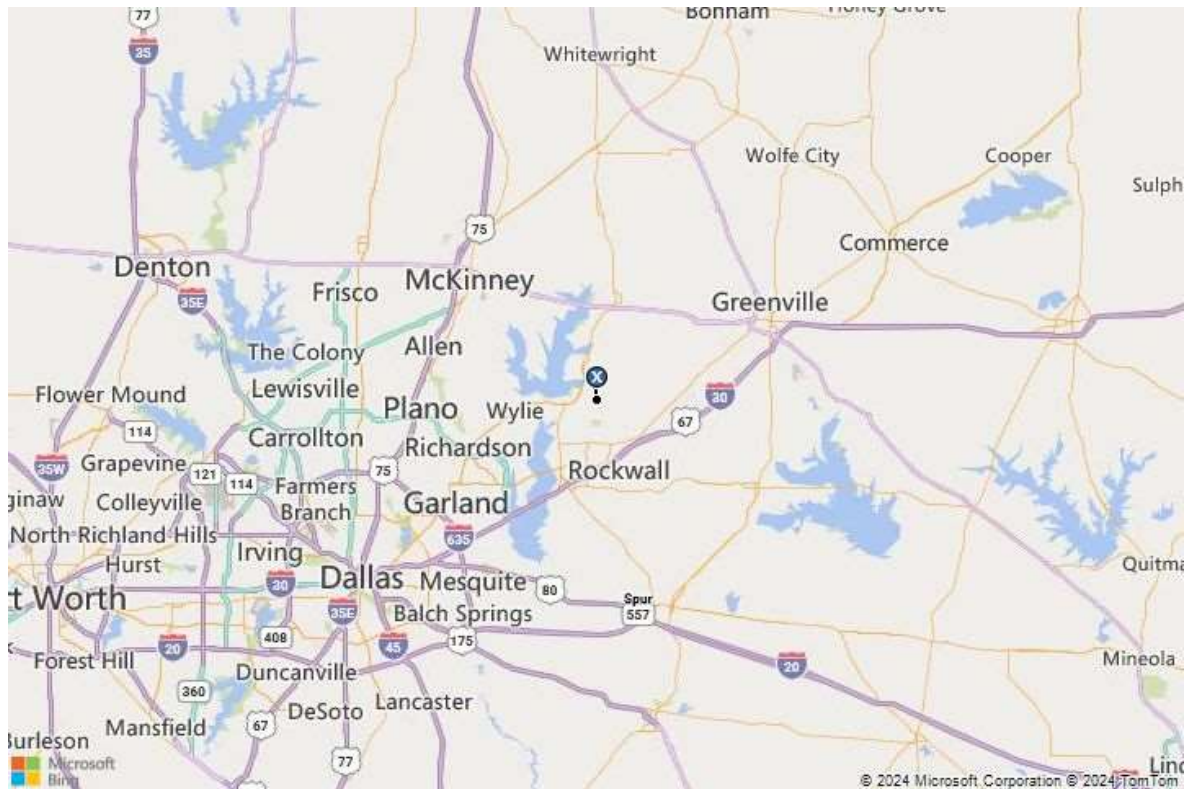 77
Bonham
Honey Grove
35
Whitewright
Wolfe City
Cooper
Sulph
75
Commerce
Denton
McKinney
35E
Frisco
Greenville
The Colony
Allen
X
Flower Mound
Lewisville
30
114
Plano
Wylie
67
Carrollton
Richardson
35W
Grapevine
121
114
75
Rockwall
Farmers
Branch
ginaw
Colleyville
Garland
North Richland Hills
635
Irving
Hurst
Quitma
30
Dallas
Mesquite
80
t Worth
35E
Balch Springs
Spur
557
408
45
175
Forest Hill
20
Duncanville
20
Mineola
360
DeSoto
Lancaster
Mansfield
67
Burleson
77
Microsoft
Bing
Linc
© 2024 Microsoft Corporation © 2024 TomTom